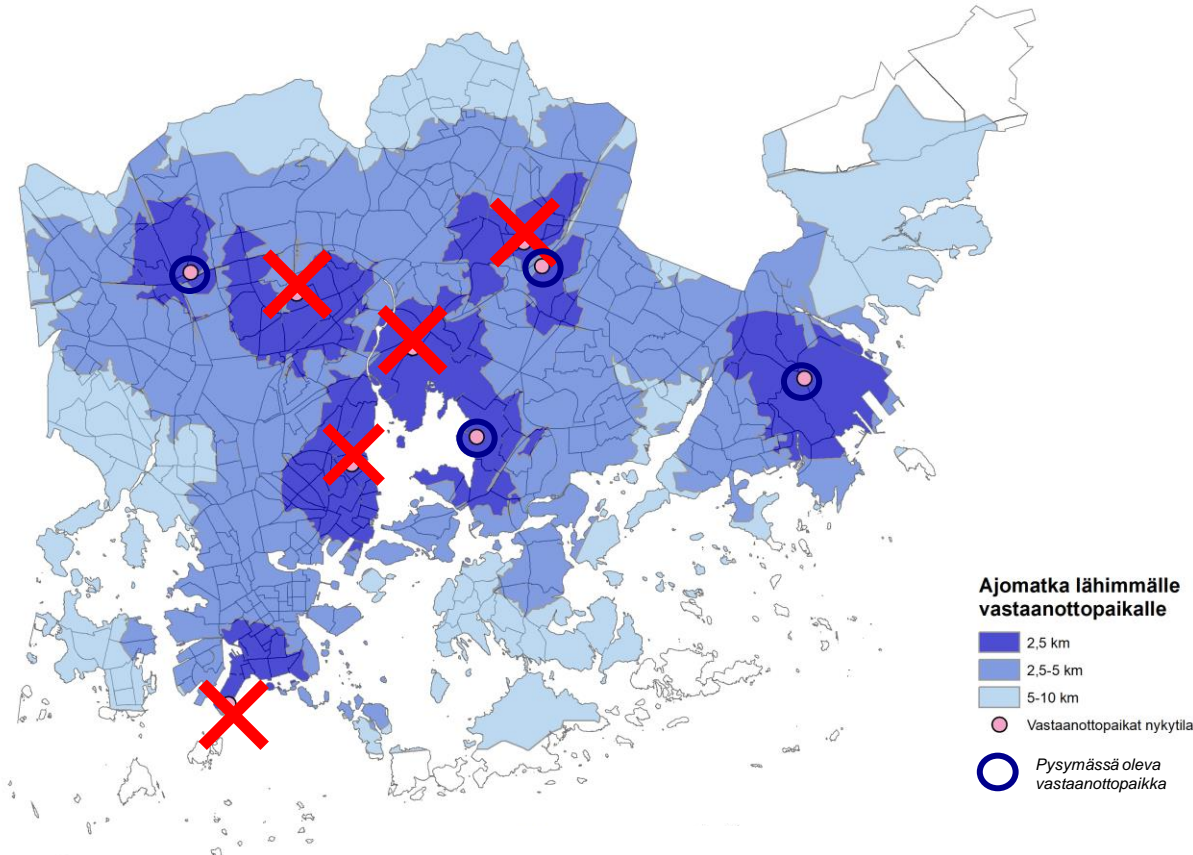 Ajomatka lähimmälle
vastaanottopaikalle
2,5 km
2,5-5 km
5-10 km
Vastaanottopaikat nykytila
Pysymässä oleva
vastaanottopaikka